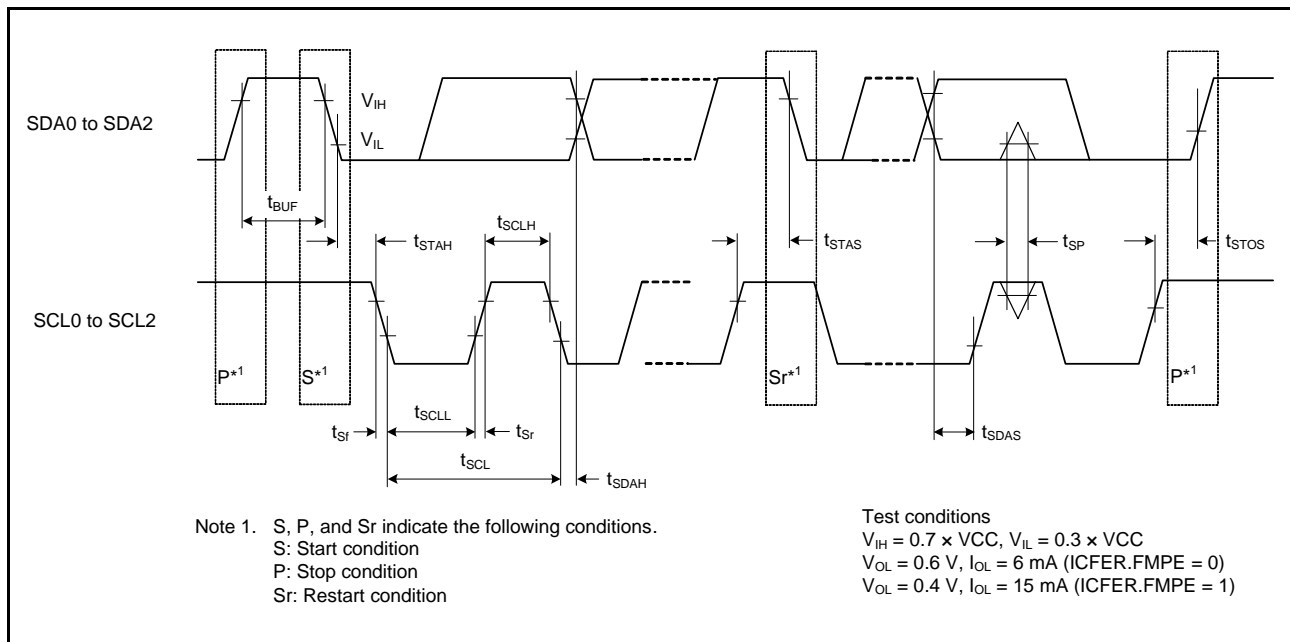 SDA0 to SDA2
VIH
VIL
tBUF
tSTAH
tSCLH
tSTAS
tSP
tSTOS
SCL0 to SCL2
P*1
S*1
Sr*1
P*1
tSCLL
tSf
tSr
tSDAS
tSCL
tSDAH
Note 1. S, P, and Sr indicate the following conditions.
S: Start condition
P: Stop condition
Sr: Restart condition
Test conditions
VIH = 0.7 × VCC, VIL = 0.3 × VCC
VOL = 0.6 V, IOL = 6 mA (ICFER.FMPE = 0)
VOL = 0.4 V, IOL = 15 mA (ICFER.FMPE = 1)